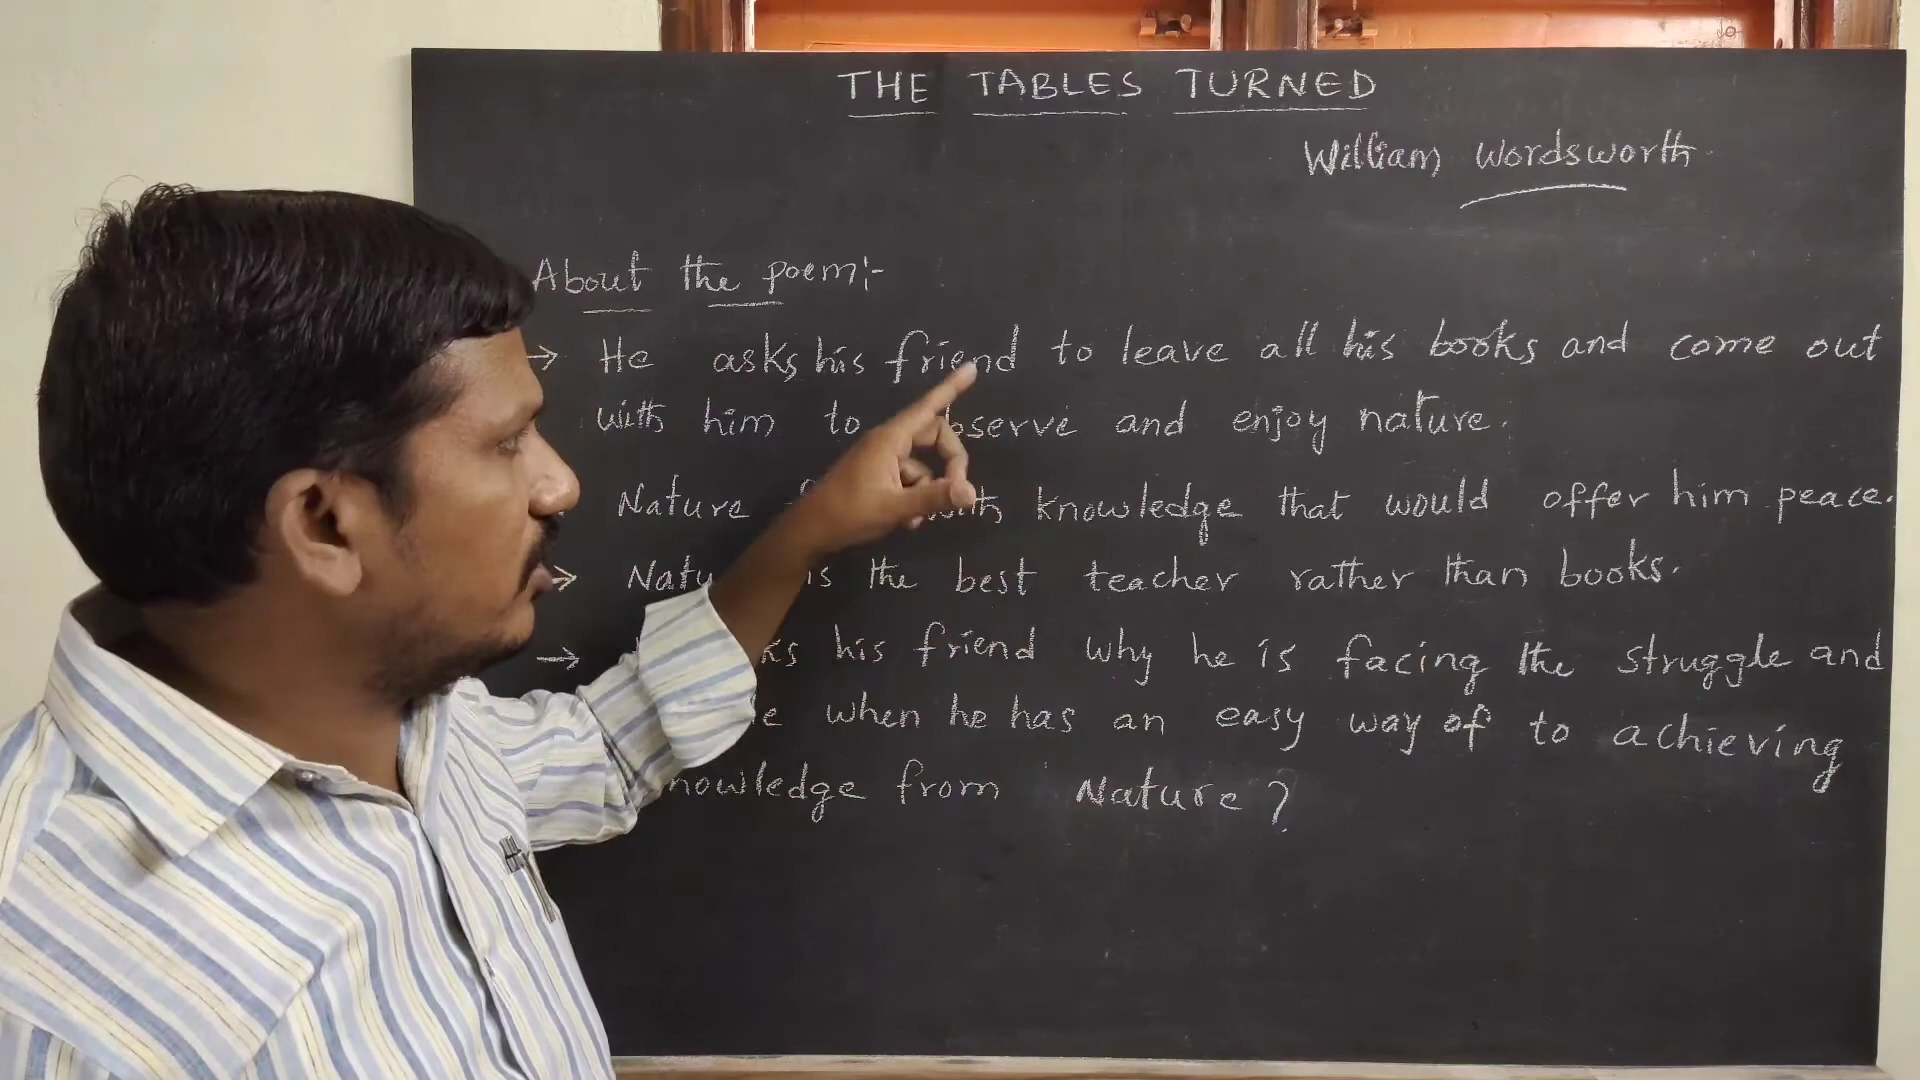 THE TABLES TURNED
William Wordsworth
About the poem:-
→ He asks his friend to leave all his books and come out
with him to observe and enjoy nature.
Nature with knowledge that would offer him peace.
→ Nature is the best teacher rather than books.
→ his friend why he is facing the struggle and
when he has an easy way of to achieving
knowledge from Nature?